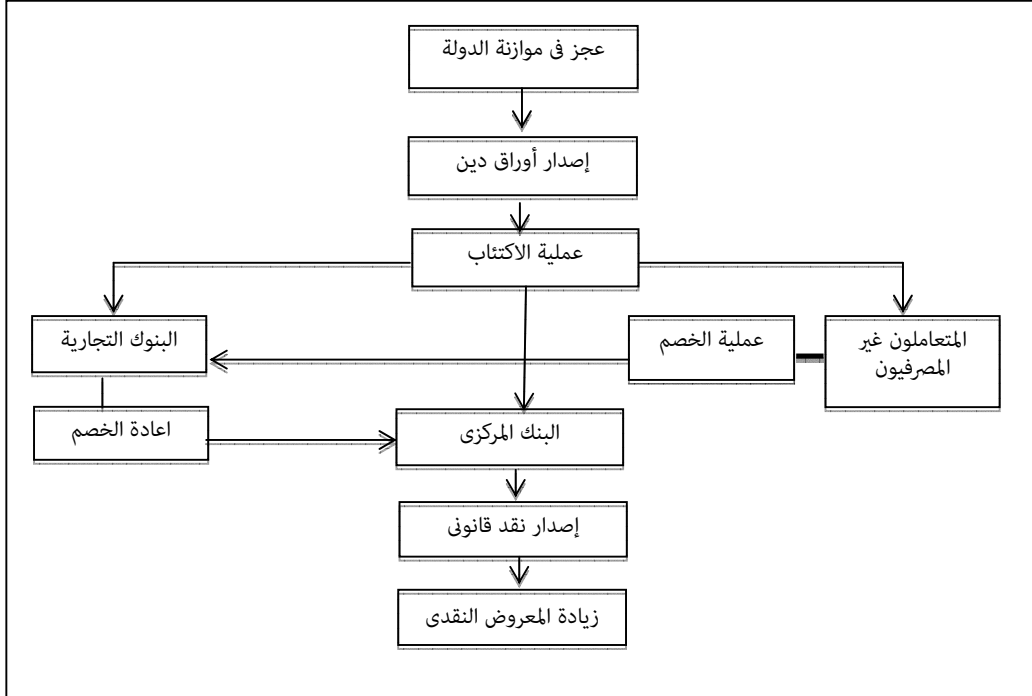 عجز فى موازنة الدولة
إصدار أوراق دين
عملية الاكتئاب
المتعاملون غير
المصرفيون
عملية الخصم
البنوك التجارية
اعادة الخصم
البنك المركزى
إصدار نقد قانونى
زيادة المعروض النقدى